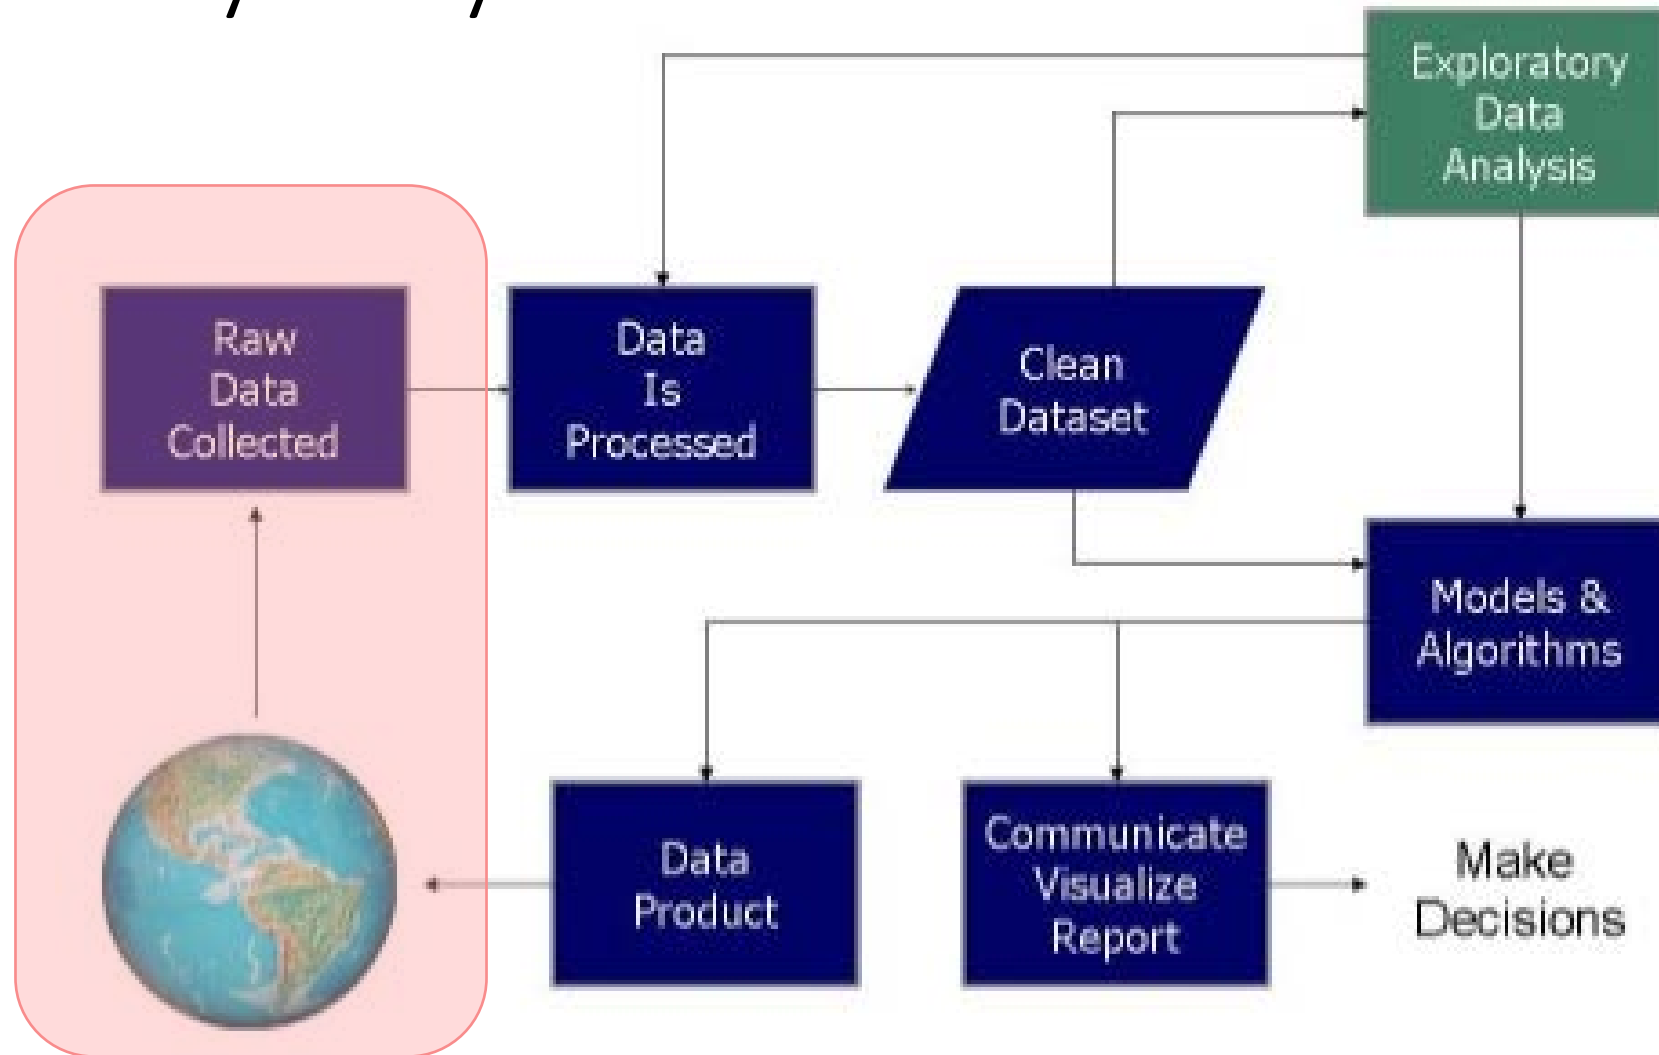 Exploratory
Data
Analysis
Raw
Data
Collected
Data
Is
Processed
Clean
Dataset
Models &
Algorithms
Data
Product
Communicate
Visualize
Report
Make
Decisions